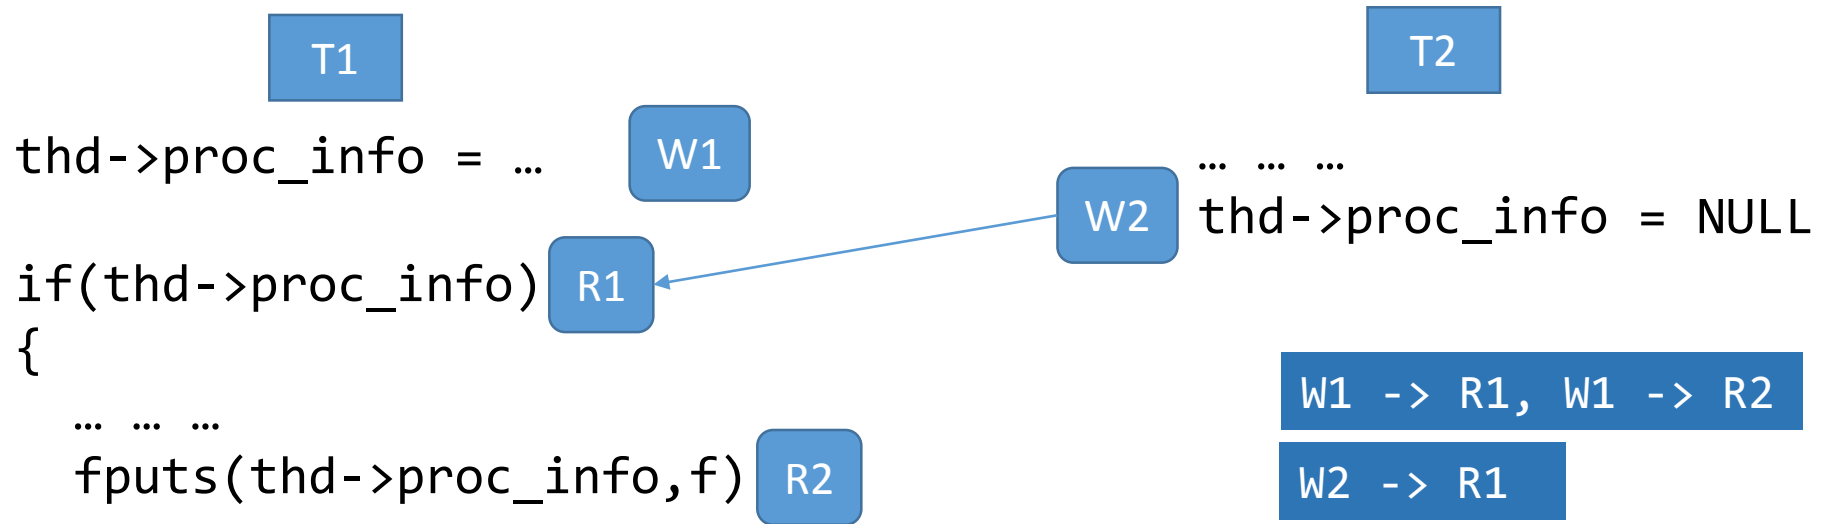 T1
T2
thd->proc_info = …
W1
… … …
W2
thd->proc_info = NULL
if(thd->proc_info)
R1
{
W1 -> R1, W1 -> R2
… … …
fputs(thd->proc_info,f)
R2
W2 -> R1